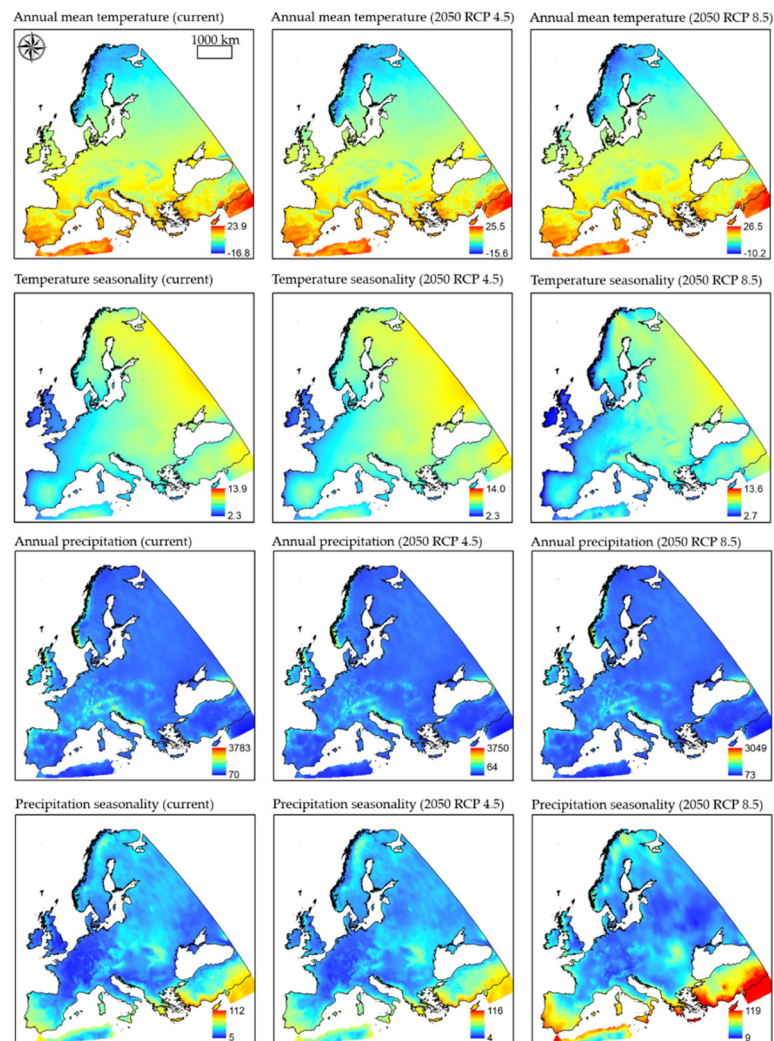 Annual mean temperature (current)
Annual mean temperature (2050 RCP 4.5)
Annual mean temperature (2050 RCP 8.5)
1000 km
23.9
-16.8
25.5
-15.6
26.5
-10.2
Temperature seasonality (current)
Temperature seasonality (2050 RCP 4.5)
Temperature seasonality (2050 RCP 8.5)
13.9
2.3
14.0
2.3
13.6
2.7
Annual precipitation (current)
Annual precipitation (2050 RCP 4.5)
Annual precipitation (2050 RCP 8.5)
3783
70
3750
64
3049
73
Precipitation seasonality (current)
Precipitation seasonality (2050 RCP 4.5)
Precipitation seasonality (2050 RCP 8.5)
112
5
116
4
119
9